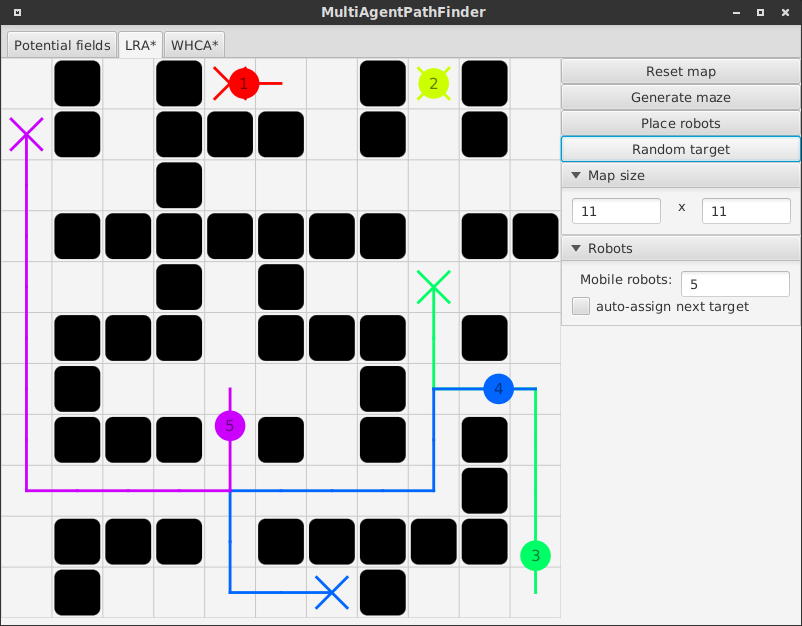 MultiAgentPathFinder
Potential fields LRA* WHCA*
1 2
4
5
3
Reset map
Generate maze
Place robots
Random target
Map size
11 x 11
Robots
Mobile robots: 5
auto-assign next target